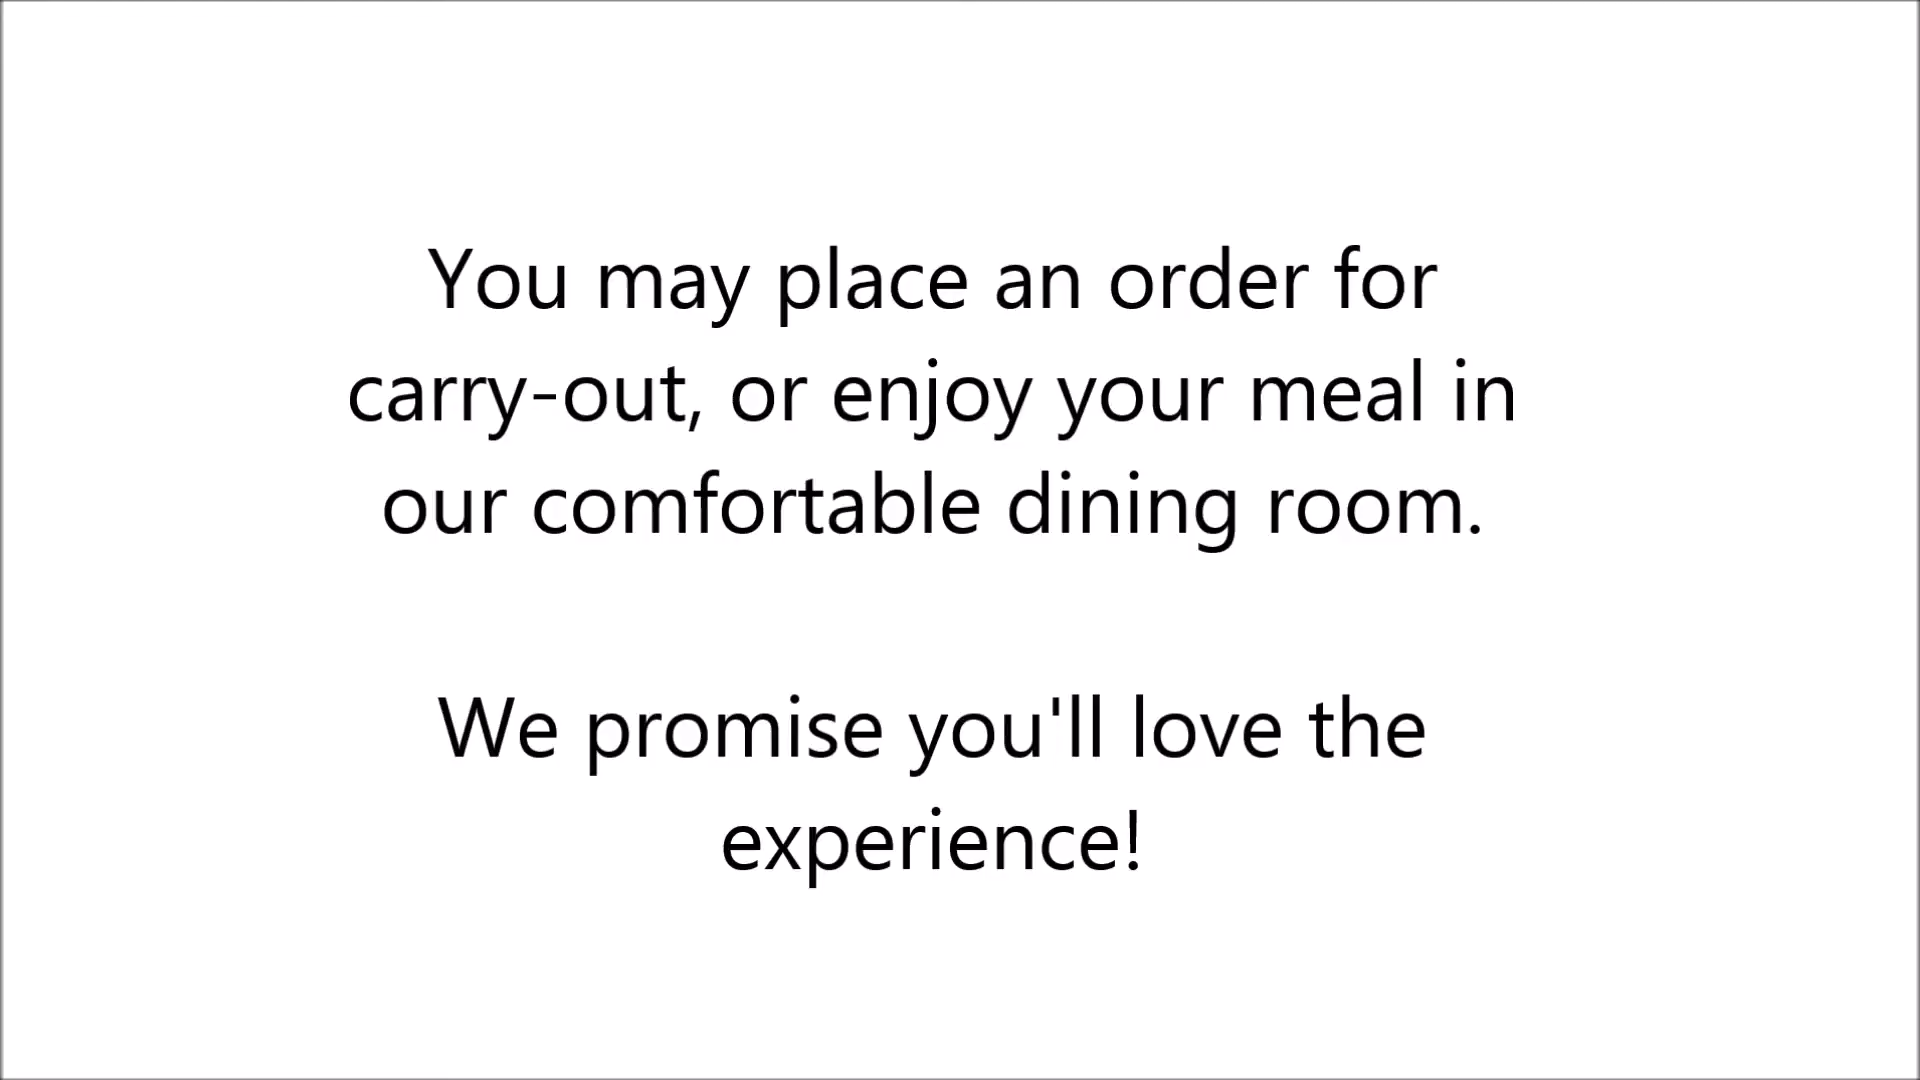 You may place an order for
carry-out, or enjoy your meal in
our comfortable dining room.
We promise you'll love the
experience!